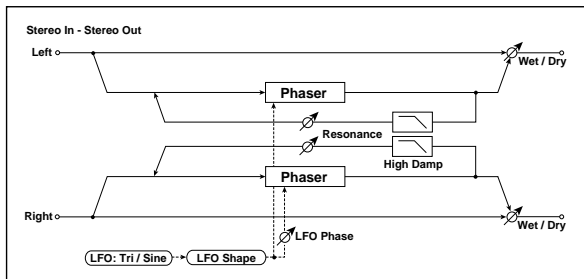 Stereo In - Stereo Out
Left
Wet / Dry
Phaser
Resonance
High Damp
Phaser
Right
Wet / Dry
LFO Phase
LFO: Tri / Sine
LFO Shape